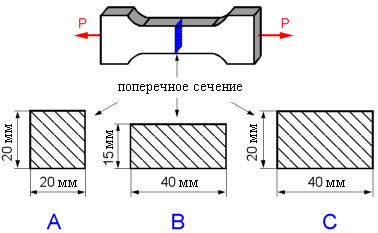 P P
поперечное сечение
20 мм 15 мм 20 мм
20 мм 40 мм 40 мм
A B C